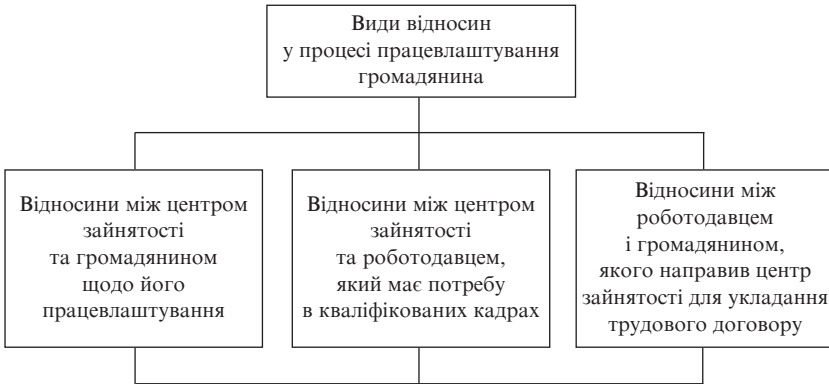 Види відносин
у процесі працевлаштування
громадянина
Відносини між центром
зайнятості
та громадянином
щодо його
працевлаштування
Відносини між центром
зайнятості
та роботодавцем,
який має потребу
в кваліфікованих кадрах
Відносини між
роботодавцем
і громадянином,
якого направив центр
зайнятості для укладання
трудового договору